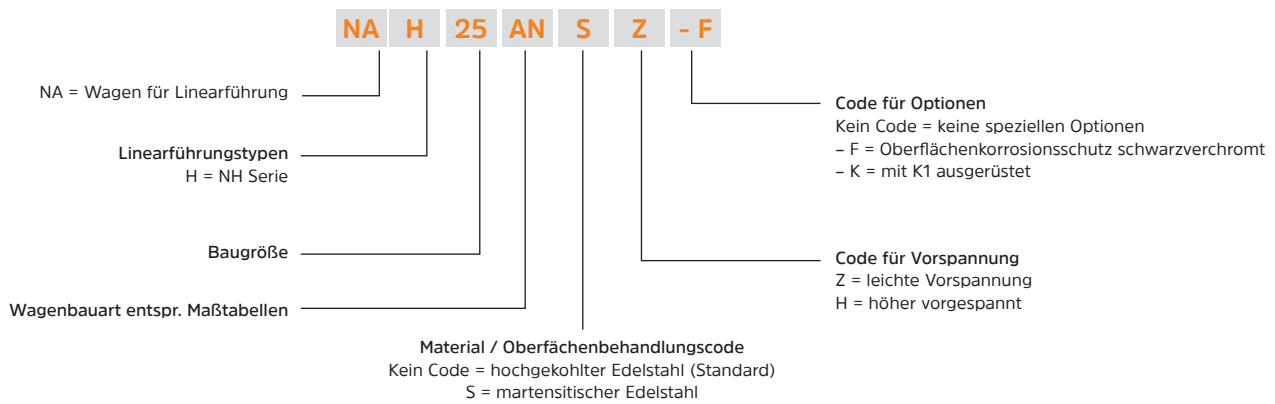 NA H 25 AN S Z - F
NA = Wagen für Linearführung
Linearführungstypen
H = NH Serie
Baugröße
Wagenbauart entspr. Maßtabellen
Material / Oberfächenbehandlungscode
Kein Code = hochgekohlter Edelstahl (Standard)
S = martensitischer Edelstahl
Code für Optionen
Kein Code = keine speziellen Optionen
– F = Oberflächenkorrosionsschutz schwarzverchromt
– K = mit K1 ausgerüstet
Code für Vorspannung
Z = leichte Vorspannung
H = höher vorgespannt